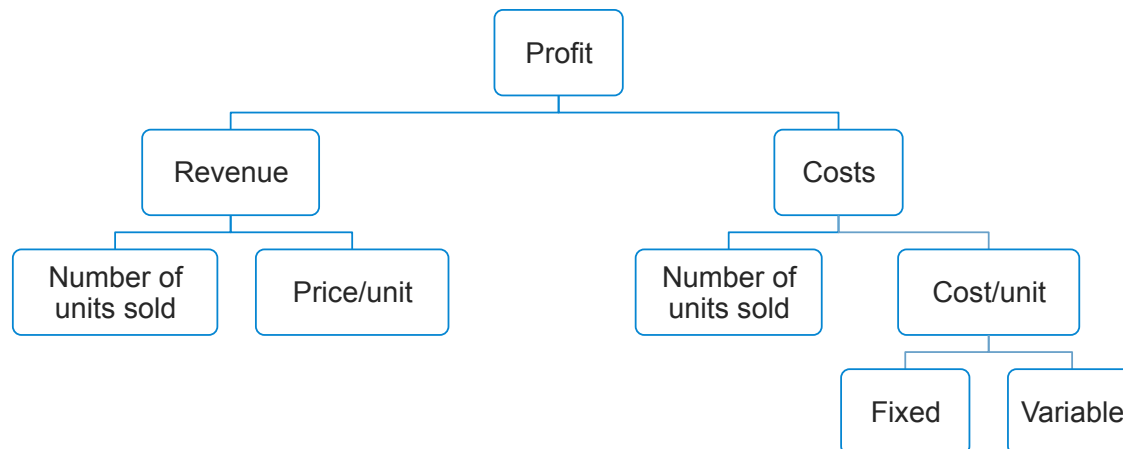 Profit
Revenue
Costs
Number of
units sold
Price/unit
Number of
units sold
Cost/unit
Fixed
Variable